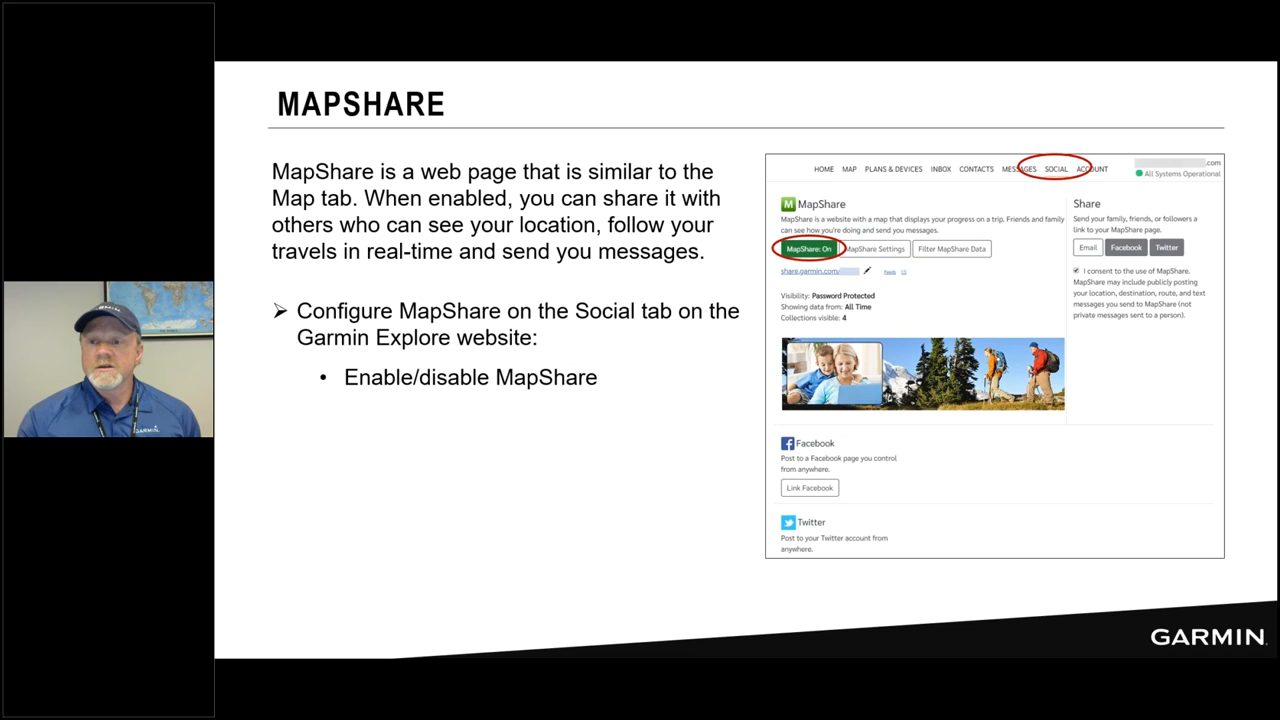 MAPSHARE
MapShare is a web page that is similar to the
Map tab. When enabled, you can share it with
others who can see your location, follow your
travels in real-time and send you messages.
Configure MapShare on the Social tab on the
Garmin Explore website:
• Enable/disable MapShare
HOME MAP PLANS & DEVICES INBOX CONTACTS MESSAGES SOCIAL ACCOUNT
.com
All Systems Operational
M MapShare
MapShare is a website with a map that displays your progress on a trip. Friends and family
can see how you're doing and send you messages.
MapShare: On MapShare Settings Filter MapShare Data
share.garmin.com/
Visibility: Password Protected
Showing data from: All Time
Collections visible: 4
Share
Send your family, friends, or followers a
link to your MapShare page.
Email Facebook Twitter
I consent to the use of MapShare.
MapShare may include publicly posting
your location, destination, route, and text
messages you send to MapShare (not
private messages sent to a person).
Facebook
Post to a Facebook page you control
from anywhere.
Link Facebook
Twitter
Post to your Twitter account from
anywhere.
GARMIN
GARMIN